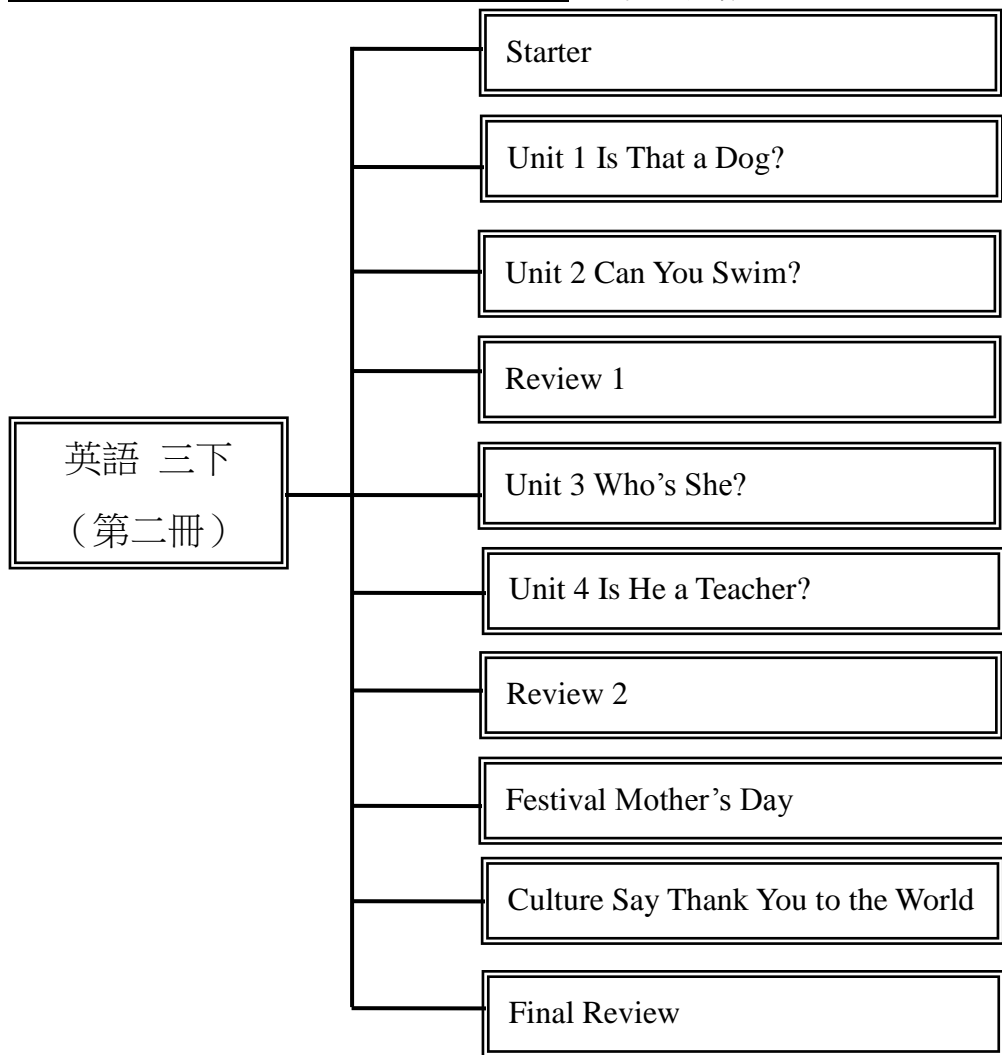 Starter
Unit 1 Is That a Dog?
Unit 2 Can You Swim?
Review 1
英語 三下
（第二冊）
Unit 3 Who’s She?
Unit 4 Is He a Teacher?
Review 2
Festival Mother’s Day
Culture Say Thank You to the World
Final Review